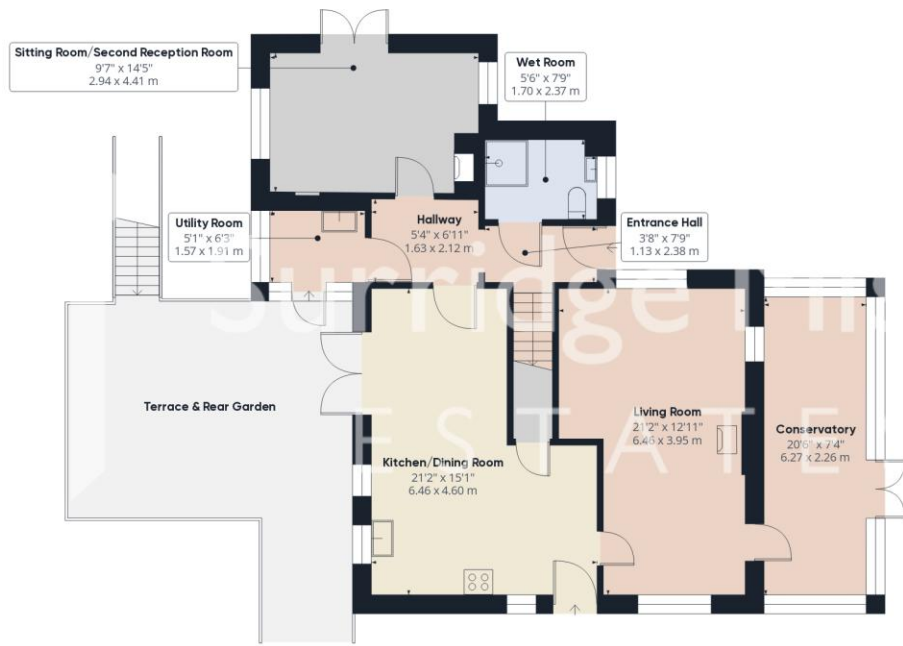 Sitting Room/Second Reception Room
9'7" x 14'5"
2.94 x 4.41 m
Wet Room
5'6" x 7'9"
1.70 x 2.37 m
Utility Room
5'1" x 6'3"
1.57 x 1.91 m
Hallway
5'4" x 6'11"
1.63 x 2.12 m
Entrance Hall
3'8" x 7'9"
1.13 x 2.38 m
Surridge
ESTATE
Terrace & Rear Garden
Kitchen/Dining Room
21'2" x 15'1"
6.46 x 4.60 m
Living Room
21'2" x 12'11"
6.46 x 3.95 m
Conservatory
20'6" x 7'4"
6.27 x 2.26 m